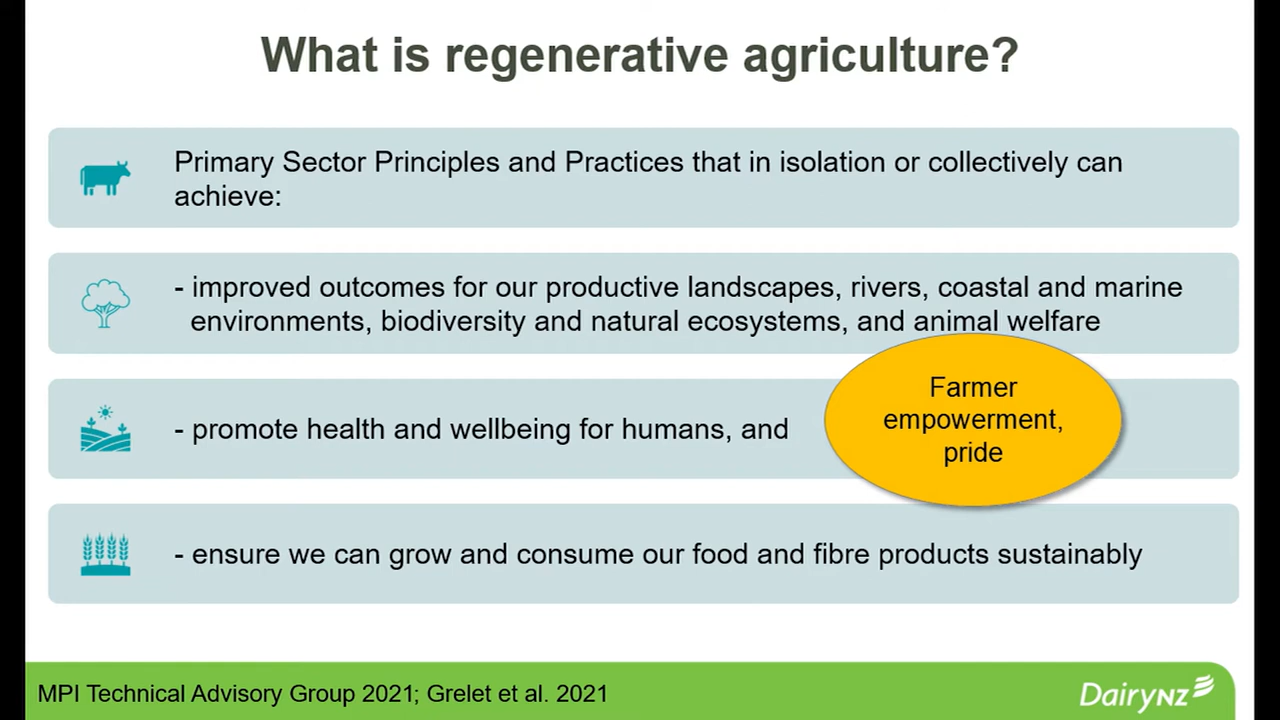 What is regenerative agriculture?
Primary Sector Principles and Practices that in isolation or collectively can
achieve:
- improved outcomes for our productive landscapes, rivers, coastal and marine
environments, biodiversity and natural ecosystems, and animal welfare
- promote health and wellbeing for humans, and
Farmer
empowerment,
pride
- ensure we can grow and consume our food and fibre products sustainably
MPI Technical Advisory Group 2021; Grelet et al. 2021
DairyNZ